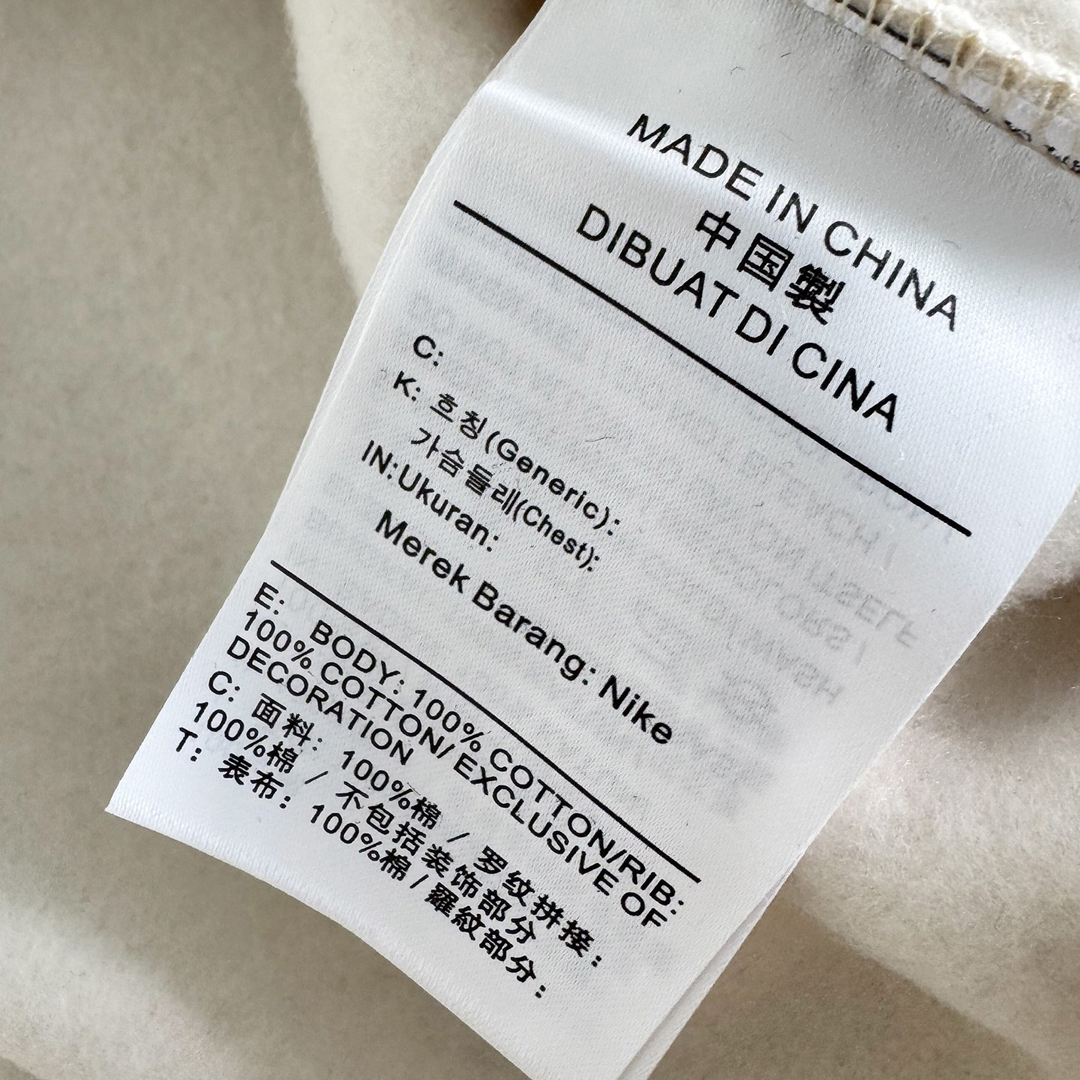 MADE IN CHINA
中国製
DIBUAT DI CINA
C:
K: 호칭(Generic):
가슴둘레(Chest):
IN:Ukuran:
Merek Barang: Nike
E: BODY: 100% COTTON/RIB:
100% COTTON/ EXCLUSIVE OF
DECORATION
C: 面料: 100%棉 / 罗纹拼接:
100%棉 / 不包括装饰部分
T: 表布: 100%棉 / 羅紋部分: